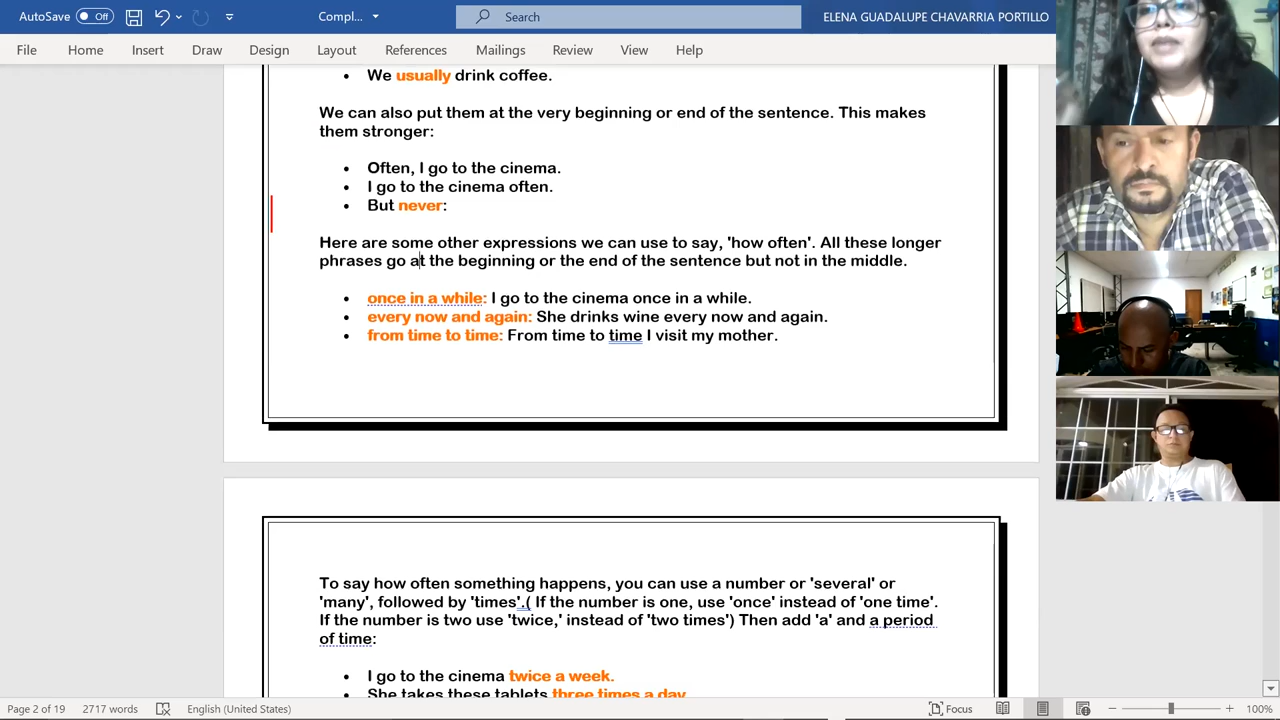 AutoSave Off Compl... Search ELENA GUADALUPE CHAVARRIA PORTILLO
File Home Insert Draw Design Layout References Mailings Review View Help
• We usually drink coffee.
We can also put them at the very beginning or end of the sentence. This makes
them stronger:
• Often, I go to the cinema.
• I go to the cinema often.
• But never:
Here are some other expressions we can use to say, 'how often'. All these longer
phrases go at the beginning or the end of the sentence but not in the middle.
• once in a while: I go to the cinema once in a while.
• every now and again: She drinks wine every now and again.
• from time to time: From time to time I visit my mother.
To say how often something happens, you can use a number or 'several' or
'many', followed by 'times'.( If the number is one, use 'once' instead of 'one time'.
If the number is two use 'twice,' instead of 'two times') Then add 'a' and a period
of time:
• I go to the cinema twice a week.
• She takes these tablets three times a day
Page 2 of 19 2717 words English (United States) Focus 100%